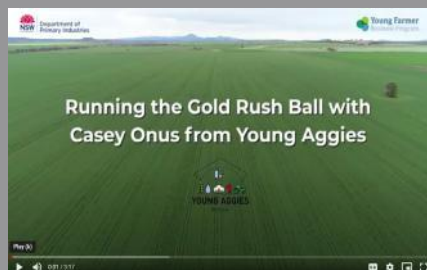 NSW
Department of
Primary Industries
Young Farmer
Business Program
Running the Gold Rush Ball with
Casey Onus from Young Aggies
YOUNG AGGIES
Play (k)